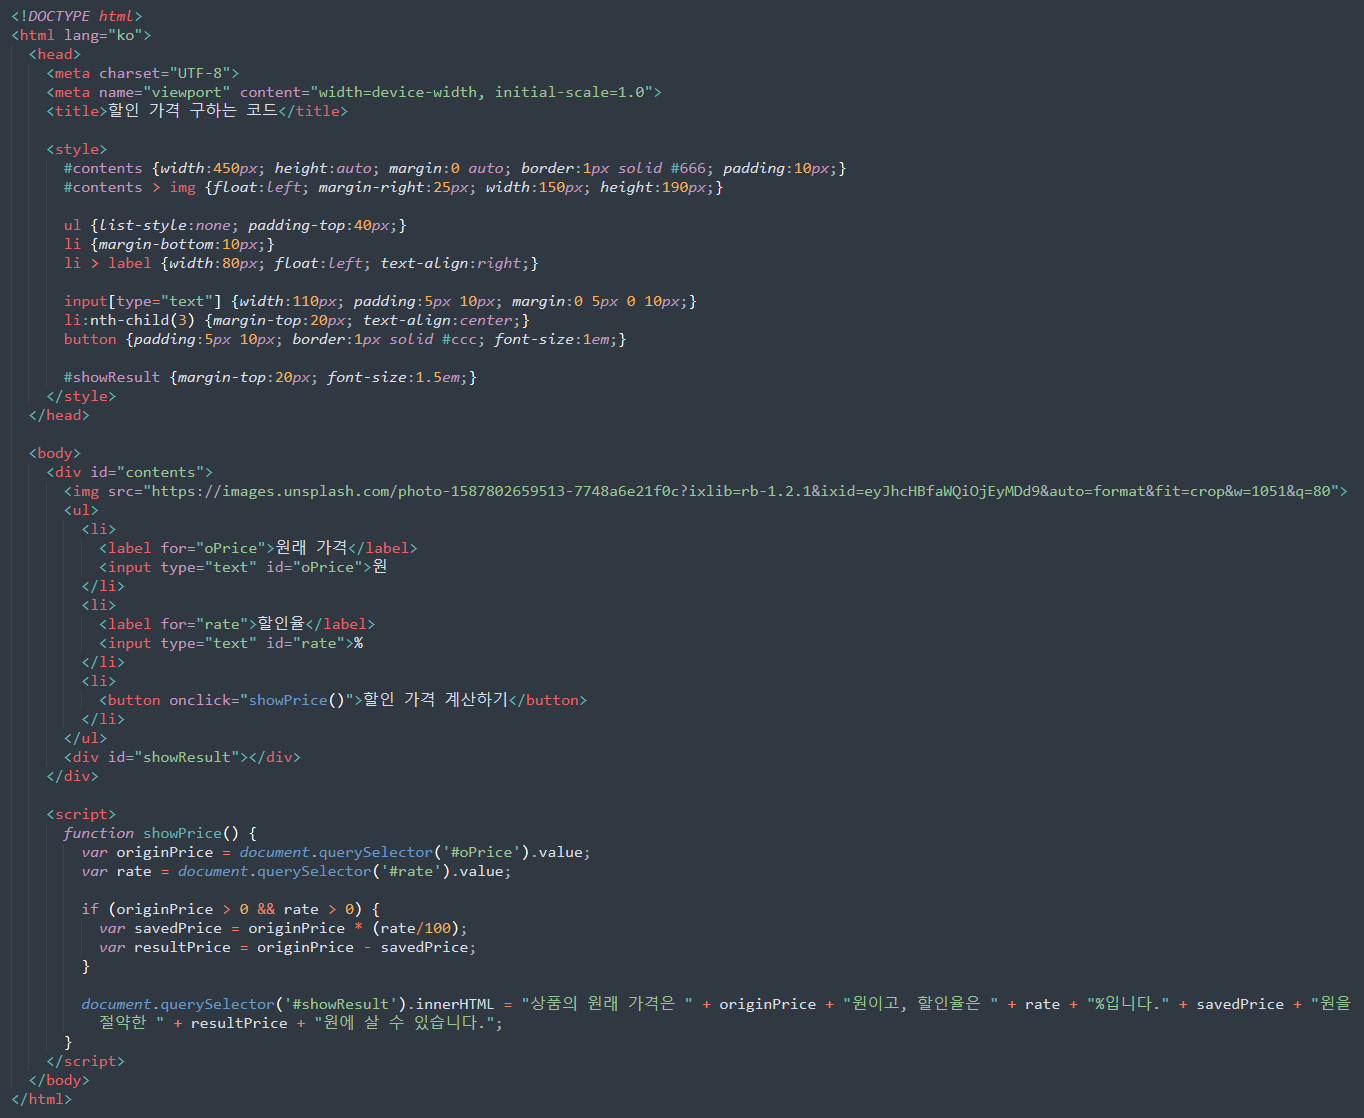 <!DOCTYPE html>
<html lang="ko">
<head>
<meta charset="UTF-8">
<meta name="viewport" content="width=device-width, initial-scale=1.0">
<title>할인 가격 구하는 코드</title>
<style>
#contents {width:450px; height:auto; margin:0 auto; border:1px solid #666; padding:10px;}
#contents > img {float:left; margin-right:25px; width:150px; height:190px;}
ul {list-style:none; padding-top:40px;}
li {margin-bottom:10px;}
li > label {width:80px; float:left; text-align:right;}
input[type="text"] {width:110px; padding:5px 10px; margin:0 5px 0 10px;}
li:nth-child(3) {margin-top:20px; text-align:center;}
button {padding:5px 10px; border:1px solid #ccc; font-size:1em;}
#showResult {margin-top:20px; font-size:1.5em;}
</style>
</head>
<body>
<div id="contents">
<img src="https://images.unsplash.com/photo-1587802659513-7748a6e21f0c?ixlib=rb-1.2.1&ixid=eyJhcHBfaWQiOjEyMDd9&auto=format&fit=crop&w=1051&q=80">
<ul>
<li>
<label for="oPrice">원래 가격</label>
<input type="text" id="oPrice">원
</li>
<li>
<label for="rate">할인율</label>
<input type="text" id="rate">%
</li>
<li>
<button onclick="showPrice()">할인 가격 계산하기</button>
</li>
</ul>
<div id="showResult"></div>
</div>
<script>
function showPrice() {
var originPrice = document.querySelector('#oPrice').value;
var rate = document.querySelector('#rate').value;
if (originPrice > 0 && rate > 0) {
var savedPrice = originPrice * (rate/100);
var resultPrice = originPrice - savedPrice;
}
document.querySelector('#showResult').innerHTML = "상품의 원래 가격은 " + originPrice + "원이고, 할인율은 " + rate + "%입니다." + savedPrice + "원을
절약한 " + resultPrice + "원에 살 수 있습니다.";
}
</script>
</body>
</html>